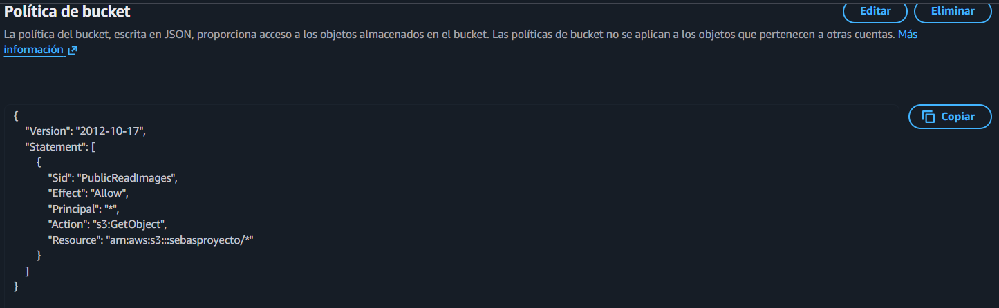 Política de bucket
Editar
Eliminar
La política del bucket, escrita en JSON, proporciona acceso a los objetos almacenados en el bucket. Las políticas de bucket no se aplican a los objetos que pertenecen a otras cuentas. Más
información
Copiar
{
"Version": "2012-10-17",
"Statement": [
{
"Sid": "PublicReadImages",
"Effect": "Allow",
"Principal": "*",
"Action": "s3:GetObject",
"Resource": "arn:aws:s3:::sebasproyecto/*"
}
]
}